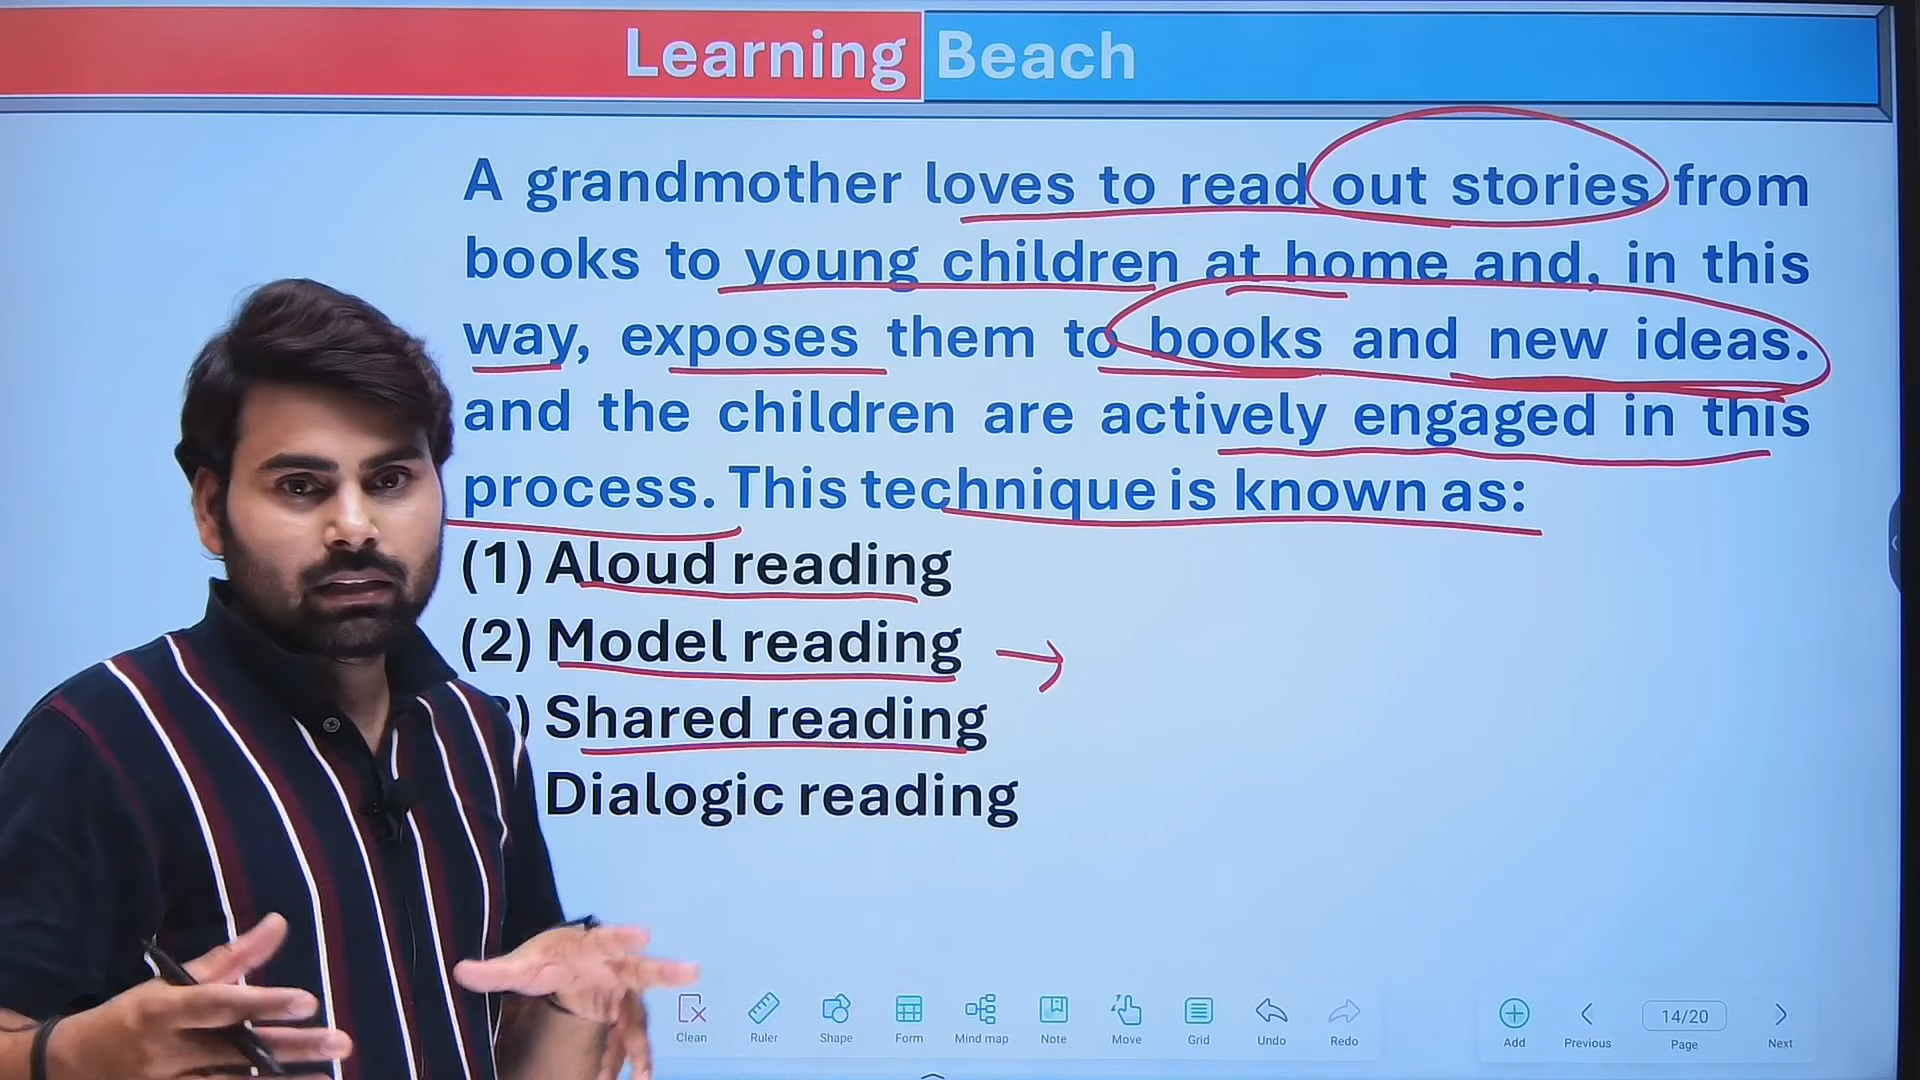 Learning Beach
A grandmother loves to read out stories from
books to young children at home and, in this
way, exposes them to books and new ideas.
and the children are actively engaged in this
process. This technique is known as:
(1) Aloud reading
(2) Model reading
) Shared reading
Dialogic reading
Clean Ruler Shape Form Mind map Note Move Grid Undo Redo Add Previous 14/20 Page Next